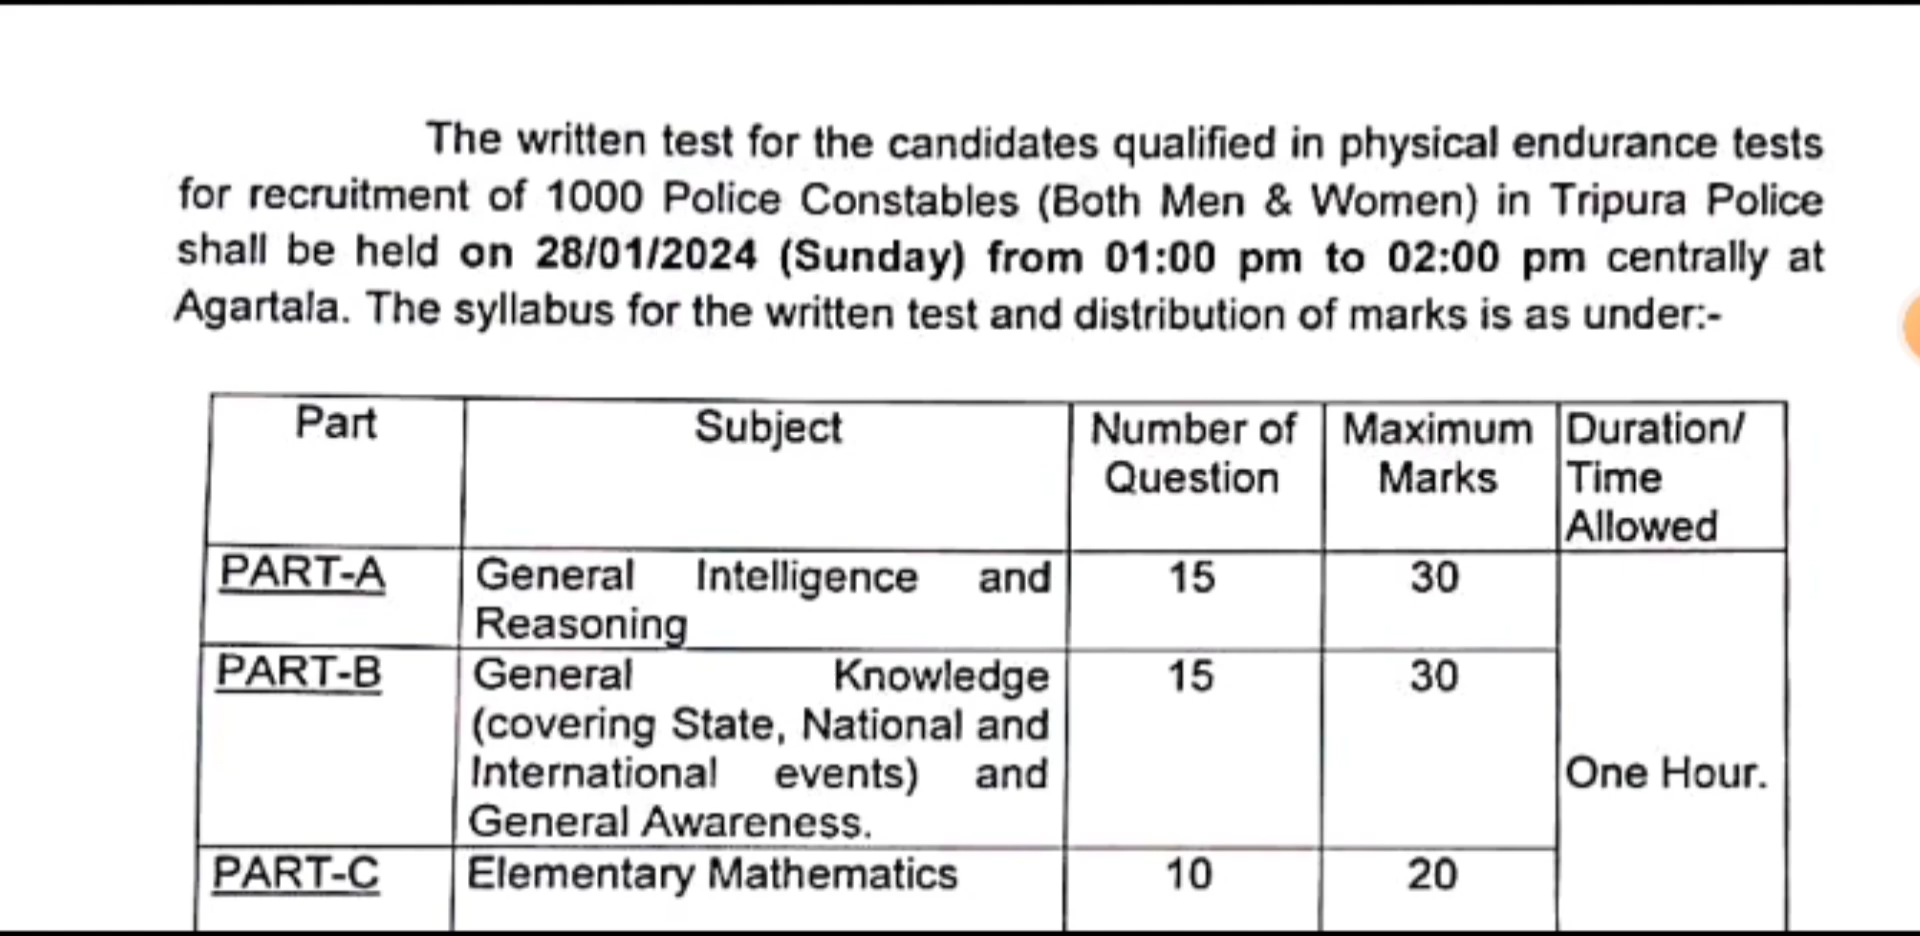 The written test for the candidates qualified in physical endurance tests
for recruitment of 1000 Police Constables (Both Men & Women) in Tripura Police
shall be held on 28/01/2024 (Sunday) from 01:00 pm to 02:00 pm centrally at
Agartala. The syllabus for the written test and distribution of marks is as under:-
Part Subject Number of Question Maximum Marks Duration/ Time Allowed
PART-A General Intelligence and Reasoning 15 30
PART-B General Knowledge (covering State, National and International events) and General Awareness. 15 30 One Hour.
PART-C Elementary Mathematics 10 20